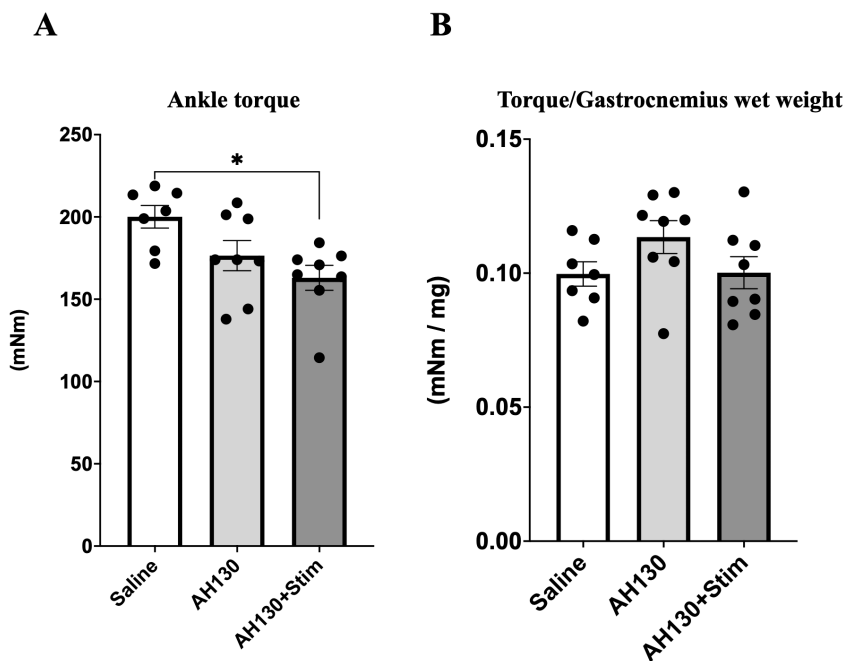 A
Ankle torque
250
200
150
100
50
0
(mNm)
*
Saline
AH130
AH130+Stim
B
Torque/Gastrocnemius wet weight
0.15
0.10
0.05
0.00
(mNm / mg)
Saline
AH130
AH130+Stim